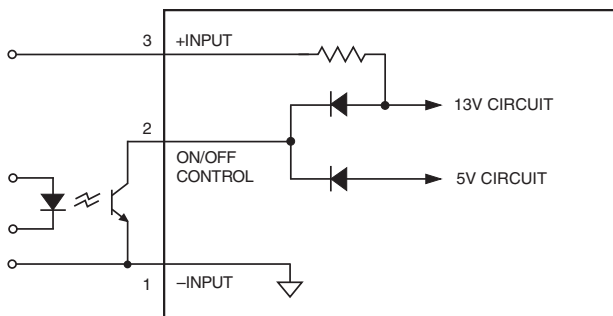 3 +INPUT
13V CIRCUIT
2
ON/OFF
CONTROL
5V CIRCUIT
1 –INPUT